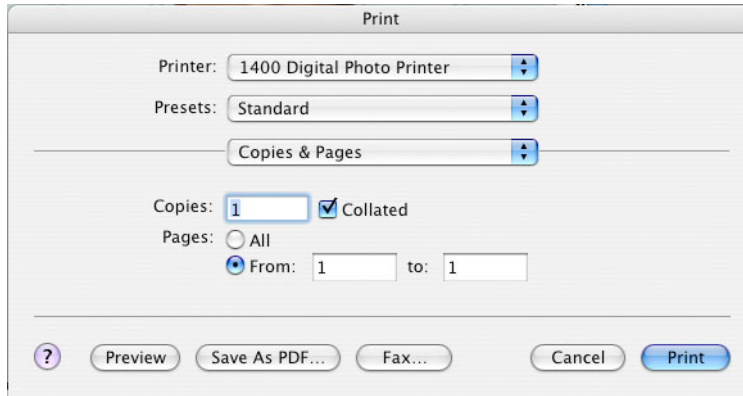 Print
Printer: 1400 Digital Photo Printer
Presets: Standard
Copies & Pages
Copies: 1 Collated
Pages: All
From: 1 to: 1
? Preview Save As PDF... Fax... Cancel Print